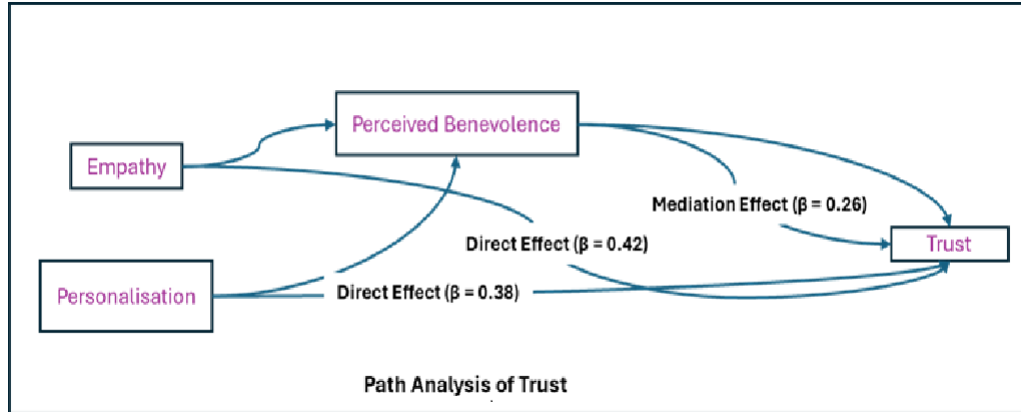 Perceived Benevolence
Empathy
Mediation Effect (β = 0.26)
Direct Effect (β = 0.42)
Trust
Personalisation
Direct Effect (β = 0.38)
Path Analysis of Trust